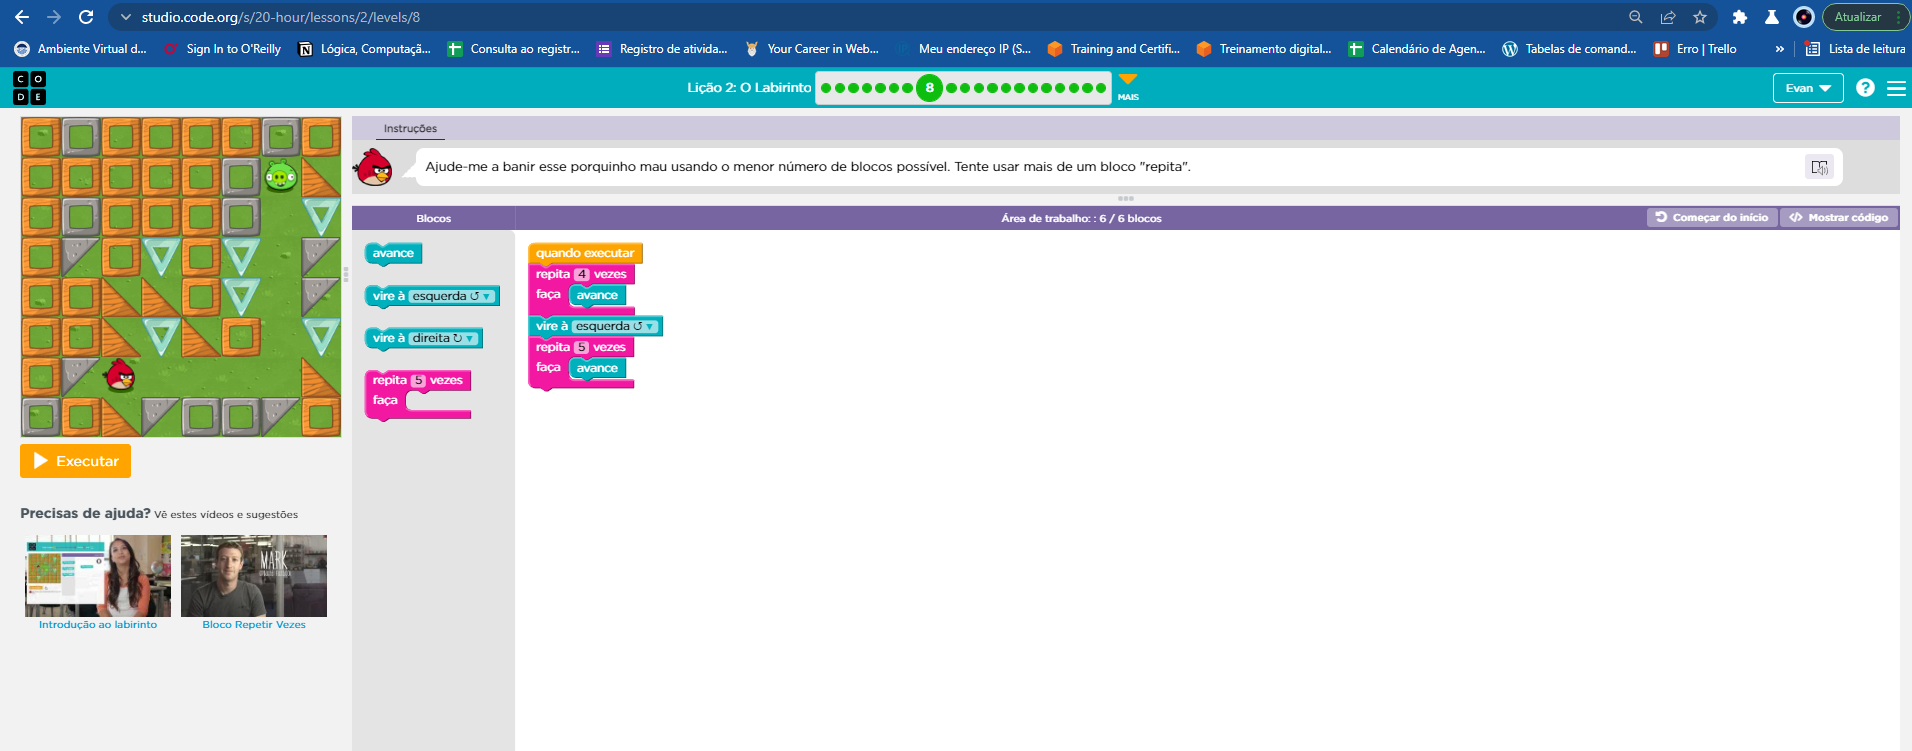 studio.code.org/s/20-hour/lessons/2/levels/8
Atualizar
Ambiente Virtual d... Sign In to O'Reilly Lógica, Computaçã... Consulta ao registr... Registro de ativida... Your Career in Web... Meu endereço IP (S... Training and Certifi... Treinamento digital... Calendário de Agen... Tabelas de comand... Erro | Trello » Lista de leitura
CODE
Lição 2: O Labirinto 8 MAIS
Evan ?
Instruções
Ajude-me a banir esse porquinho mau usando o menor número de blocos possível. Tente usar mais de um bloco "repita".
Blocos Área de trabalho: : 6 / 6 blocos Começar do início Mostrar código
avance
vire à esquerda
vire à direita
repita 5 vezes
faça
quando executar
repita 4 vezes
faça avance
vire à esquerda
repita 5 vezes
faça avance
Executar
Precisas de ajuda? Vê estes vídeos e sugestões
MARK
Introdução ao labirinto Bloco Repetir Vezes